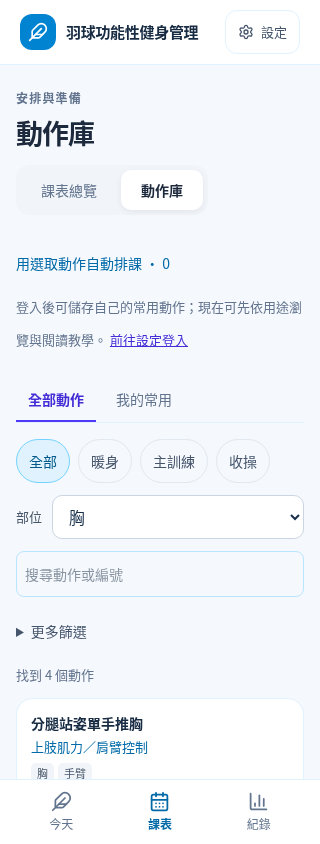 羽球功能性健身管理
設定
安排與準備
動作庫
課表總覽
動作庫
用選取動作自動排課 · 0
登入後可儲存自己的常用動作；現在可先依用途瀏
覽與閱讀教學。 前往設定登入
全部動作
我的常用
全部
暖身
主訓練
收操
部位
胸
搜尋動作或編號
更多篩選
找到 4 個動作
分腿站姿單手推胸
上肢肌力／肩臂控制
胸
手臂
今天
課表
紀錄